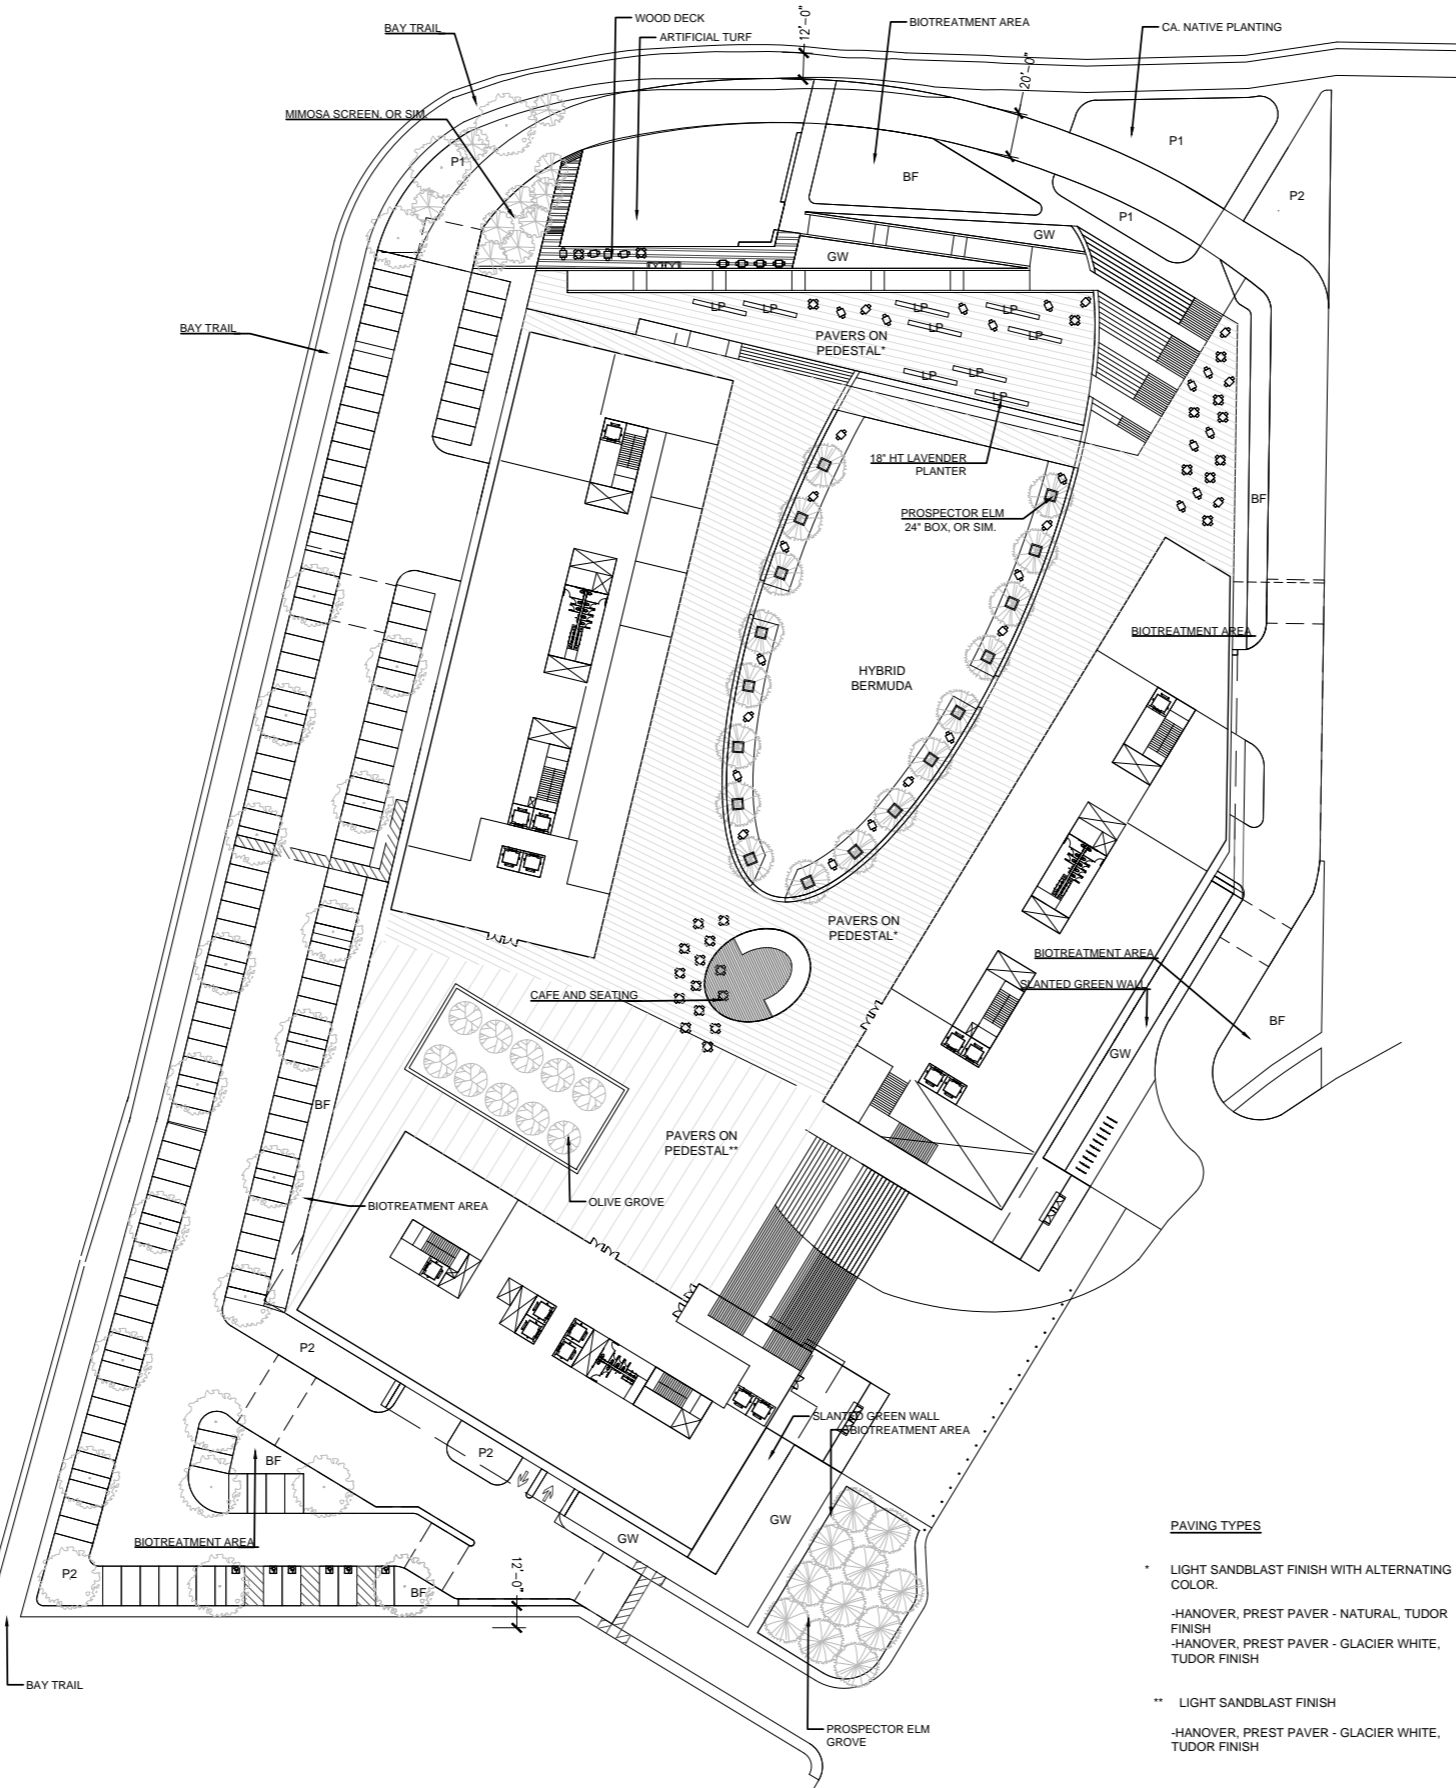 WOOD DECK
BAY TRAIL
ARTIFICIAL TURF
12'-0"
BIOTREATMENT AREA
CA. NATIVE PLANTING
20'-0"
MIMOSA SCREEN, OR SIM.
P1
P1
BF
P2
P1
GW
GW
BAY TRAIL
LP
LP
LP
LP
LP
LP
PAVERS ON
PEDESTAL*
LP
LP
LP
18" HT LAVENDER
PLANTER
BF
PROSPECTOR ELM
24" BOX, OR SIM.
BIOTREATMENT AREA
HYBRID
BERMUDA
PAVERS ON
PEDESTAL*
BIOTREATMENT AREA
SLANTED GREEN WALL
CAFE AND SEATING
BF
GW
BF
PAVERS ON
PEDESTAL**
OLIVE GROVE
BIOTREATMENT AREA
P2
SLANTED GREEN WALL
BIOTREATMENT AREA
P2
BF
GW
GW
BIOTREATMENT AREA
P2
BF
12'-0"
BAY TRAIL
PROSPECTOR ELM
GROVE
PAVING TYPES
* LIGHT SANDBLAST FINISH WITH ALTERNATING
COLOR.
-HANOVER, PREST PAVER - NATURAL, TUDOR
FINISH
-HANOVER, PREST PAVER - GLACIER WHITE,
TUDOR FINISH
** LIGHT SANDBLAST FINISH
-HANOVER, PREST PAVER - GLACIER WHITE,
TUDOR FINISH